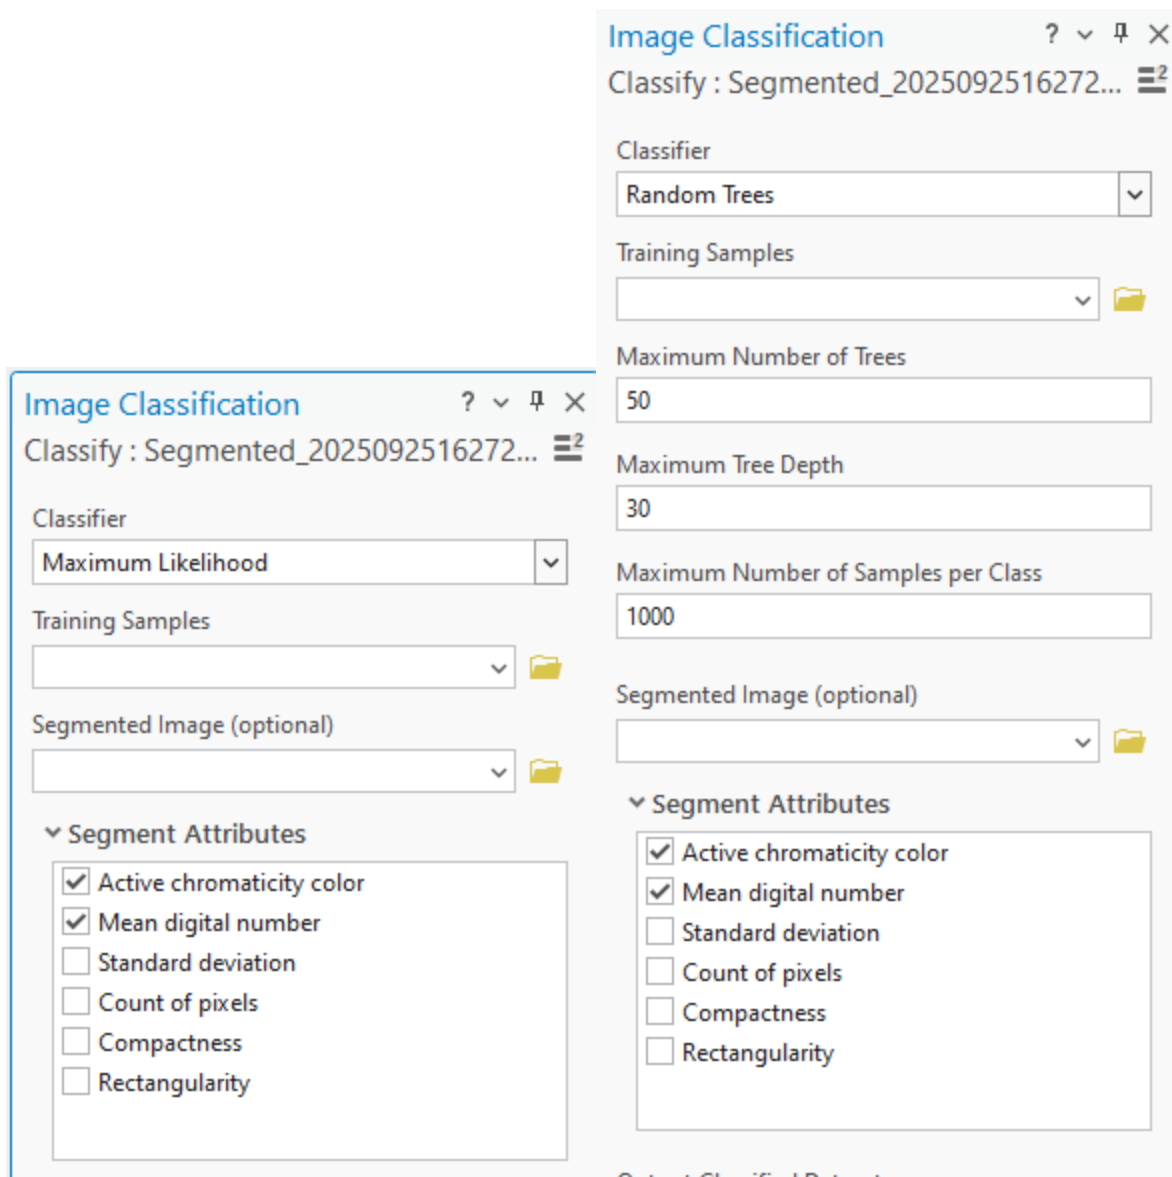 Image Classification
Classify : Segmented_2025092516272...
Classifier
Maximum Likelihood
Training Samples
Segmented Image (optional)
Segment Attributes
Active chromaticity color
Mean digital number
Standard deviation
Count of pixels
Compactness
Rectangularity
Image Classification
Classify : Segmented_2025092516272...
Classifier
Random Trees
Training Samples
Maximum Number of Trees
50
Maximum Tree Depth
30
Maximum Number of Samples per Class
1000
Segmented Image (optional)
Segment Attributes
Active chromaticity color
Mean digital number
Standard deviation
Count of pixels
Compactness
Rectangularity